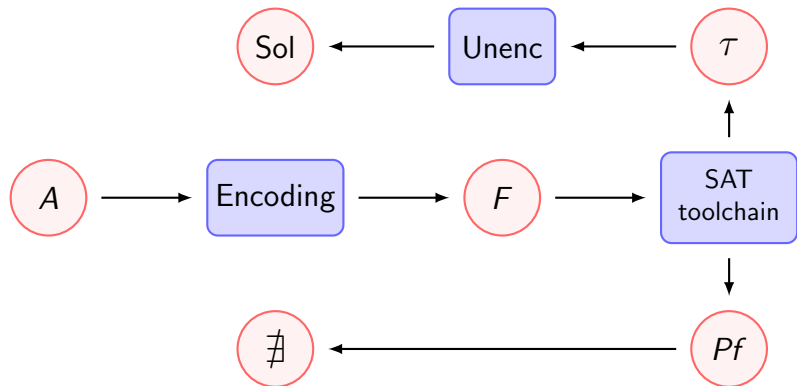 Sol
Unenc
τ
A
Encoding
F
SAT
toolchain
∄
Pf